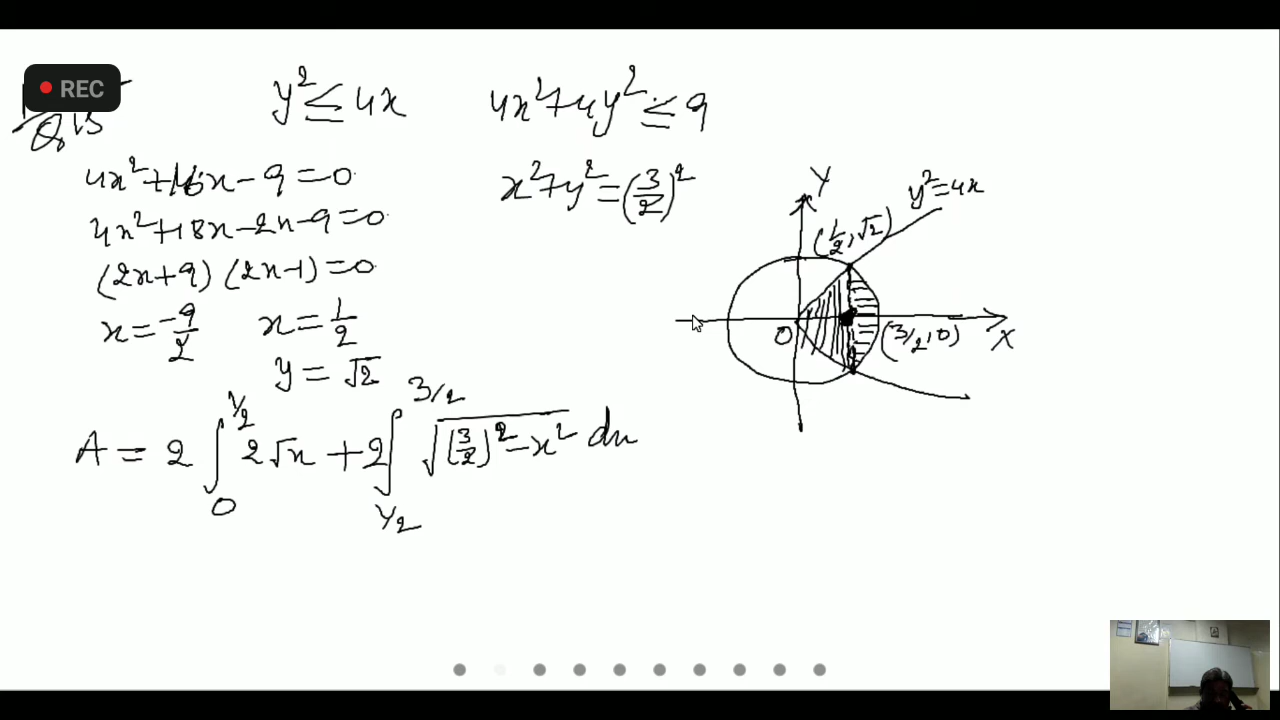 REC
Q 15
y² ≤ 4x   4x²+4y² ≤ 9
4x²+16x-9=0   x²+y²=(3/2)²
4x²+18x-2x-9=0
(2x+9)(2x-1)=0
x=-9/2   x=1/2
y=√2
A = 2∫₀^{1/2} 2√x + 2∫_{1/2}^{3/2} √((3/2)²-x²) dx
Y
y²=4x
(1/2, √2)
O
(3/2, 0)
X